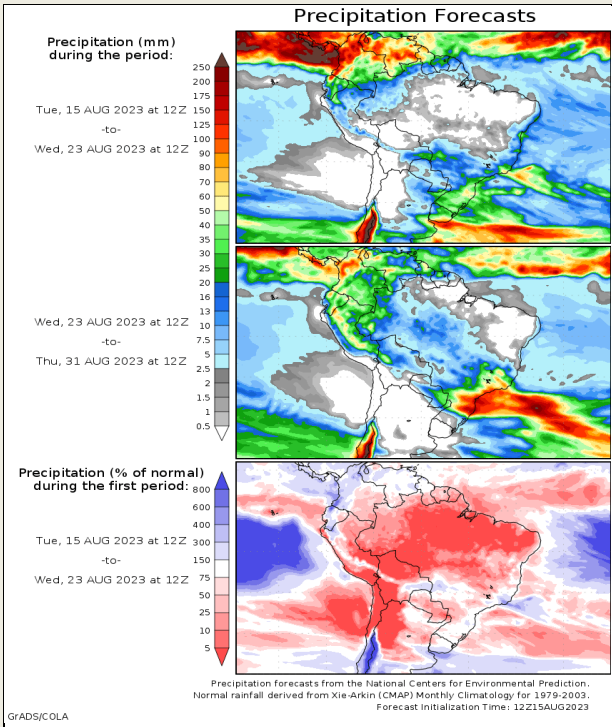 Precipitation Forecasts
Precipitation (mm)
during the period:
Tue, 15 AUG 2023 at 12Z
-to-
Wed, 23 AUG 2023 at 12Z
250
200
175
150
125
100
90
80
70
60
50
40
35
30
25
20
16
13
10
7.5
5
2.5
2
1.5
1
0.5
Wed, 23 AUG 2023 at 12Z
-to-
Thu, 31 AUG 2023 at 12Z
Precipitation (% of normal)
during the first period:
Tue, 15 AUG 2023 at 12Z
-to-
Wed, 23 AUG 2023 at 12Z
800
600
400
300
150
75
50
25
10
5
Precipitation forecasts from the National Centers for Environmental Prediction.
Normal rainfall derived from Xie-Arkin (CMAP) Monthly Climatology for 1979-2003.
Forecast Initialization Time: 12Z15AUG2023
GrADS/COLA